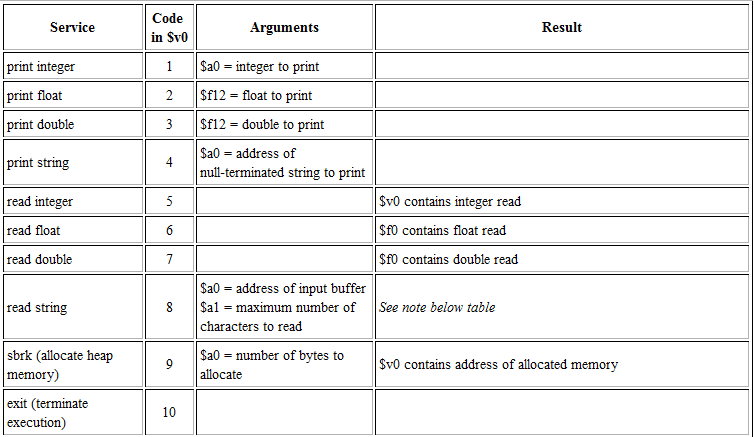 Service Code in $v0 Arguments Result
print integer 1 $a0 = integer to print
print float 2 $f12 = float to print
print double 3 $f12 = double to print
print string 4 $a0 = address of
null-terminated string to print
read integer 5 $v0 contains integer read
read float 6 $f0 contains float read
read double 7 $f0 contains double read
read string 8 $a0 = address of input buffer
$a1 = maximum number of
characters to read
See note below table
sbrk (allocate heap
memory)
9
$a0 = number of bytes to
allocate
$v0 contains address of allocated memory
exit (terminate
execution)
10